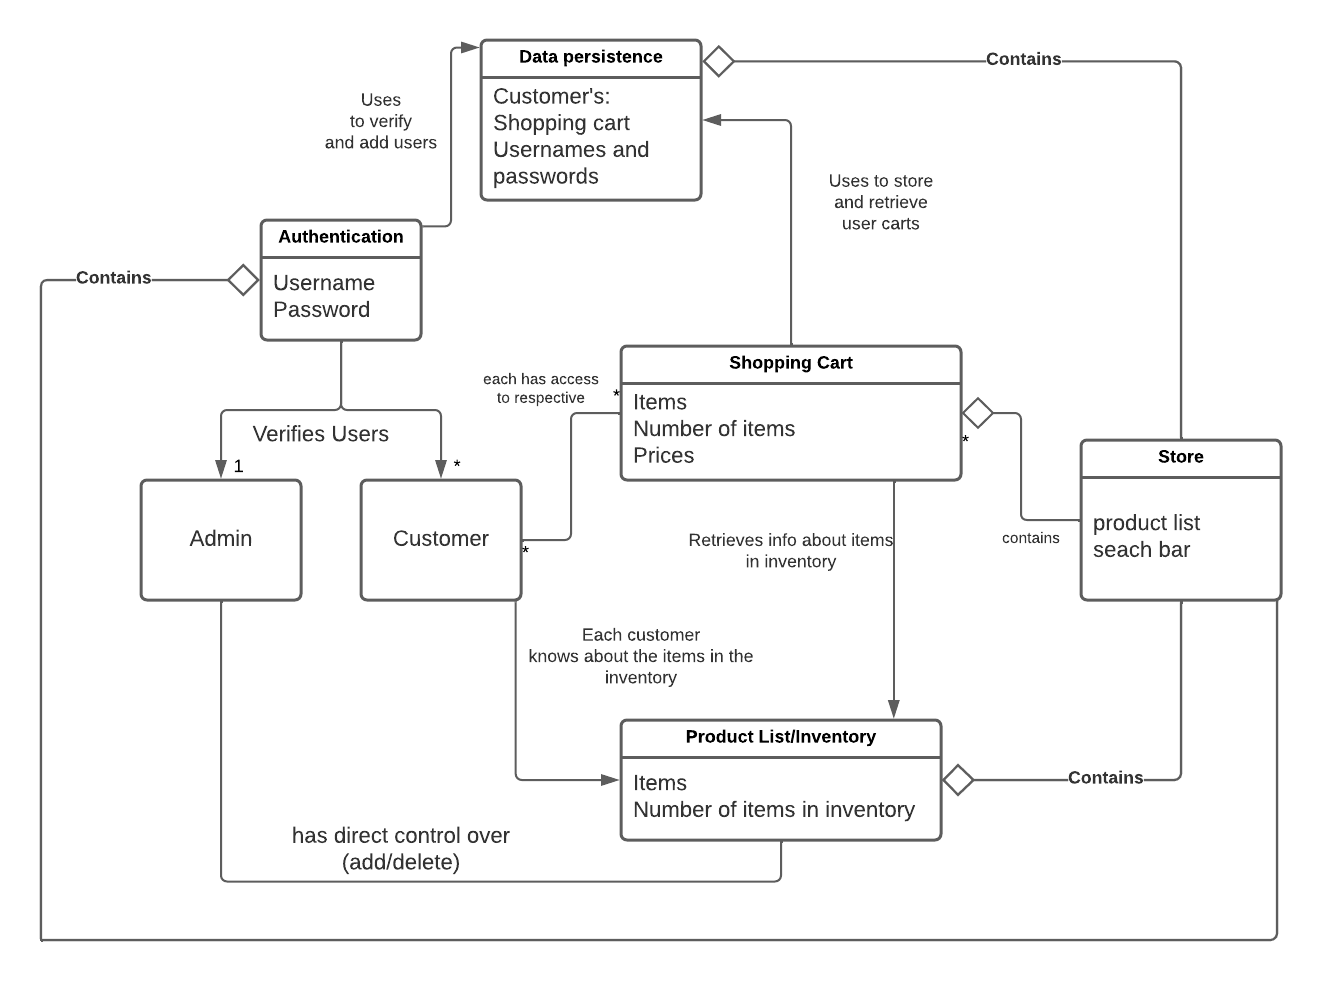 Data persistence
Customer's:
Shopping cart
Usernames and
passwords
Contains
Uses
to verify
and add users
Uses to store
and retrieve
user carts
Authentication
Username
Password
Contains
Shopping Cart
Items
Number of items
Prices
each has access
to respective
*
*
Verifies Users
1
*
Admin
Customer
*
Store
product list
seach bar
contains
Retrieves info about items
in inventory
Each customer
knows about the items in the
inventory
Product List/Inventory
Items
Number of items in inventory
Contains
has direct control over
(add/delete)